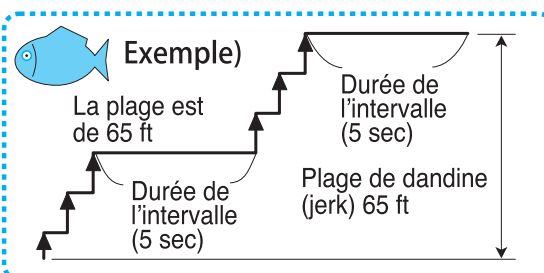 Exemple)
La plage est
de 65 ft
Durée de
l'intervalle
(5 sec)
Durée de
l'intervalle
(5 sec)
Plage de dandine
(jerk) 65 ft